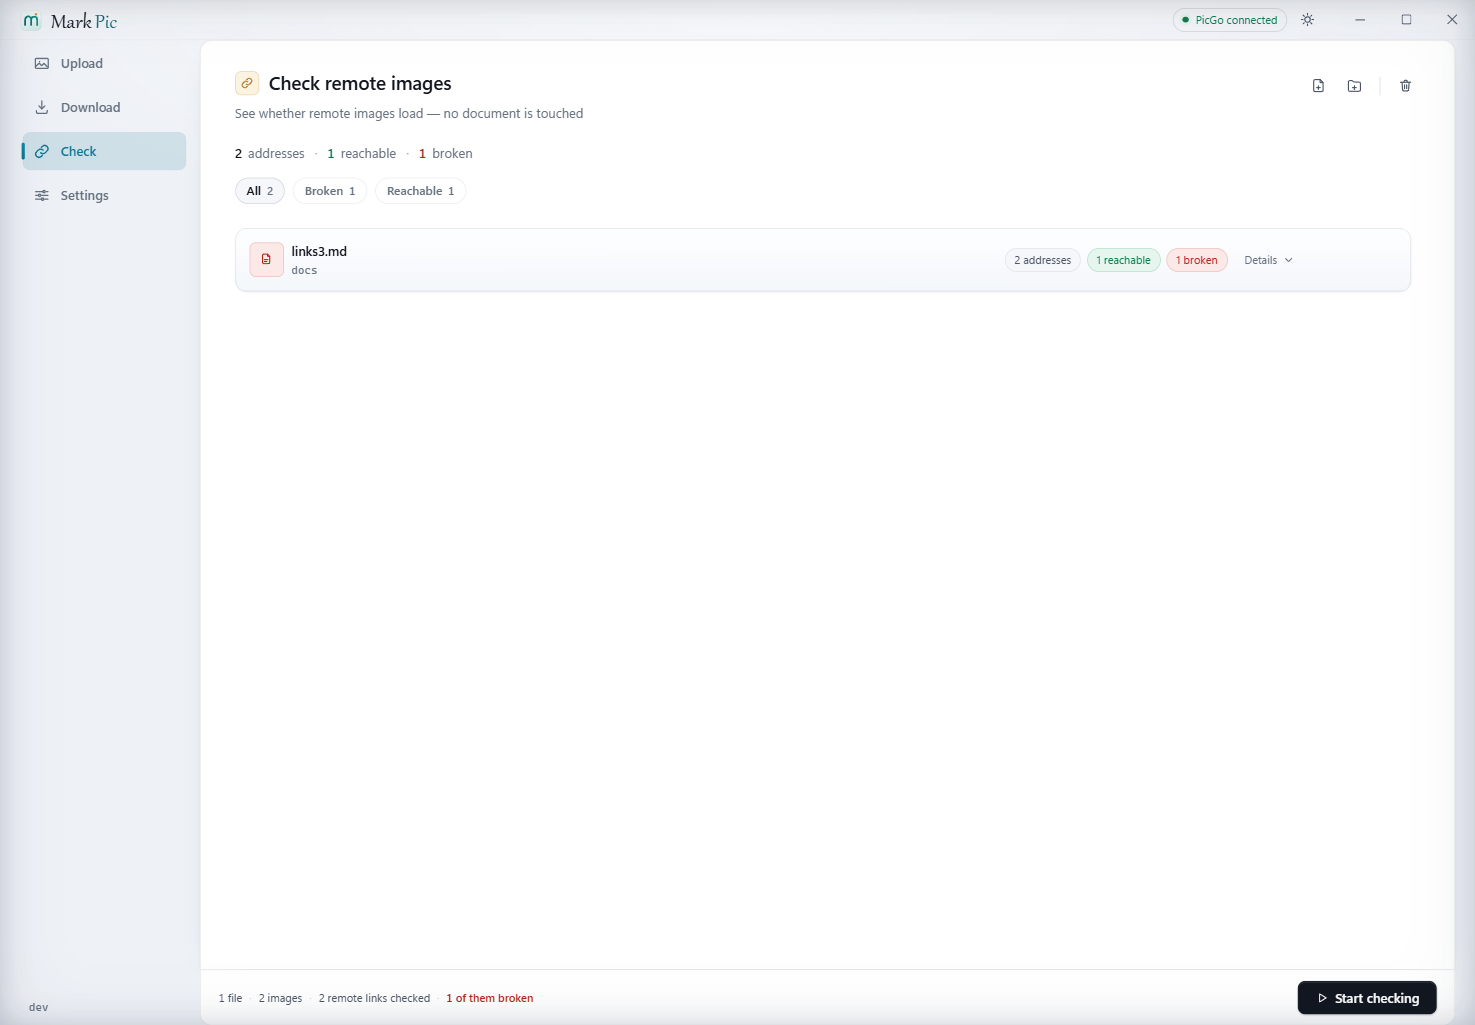 Mark Pic
PicGo connected
Upload
Download
Check
Settings
Check remote images
See whether remote images load — no document is touched
2 addresses · 1 reachable · 1 broken
All 2 Broken 1 Reachable 1
links3.md
docs
2 addresses 1 reachable 1 broken Details
1 file · 2 images · 2 remote links checked · 1 of them broken
Start checking
dev